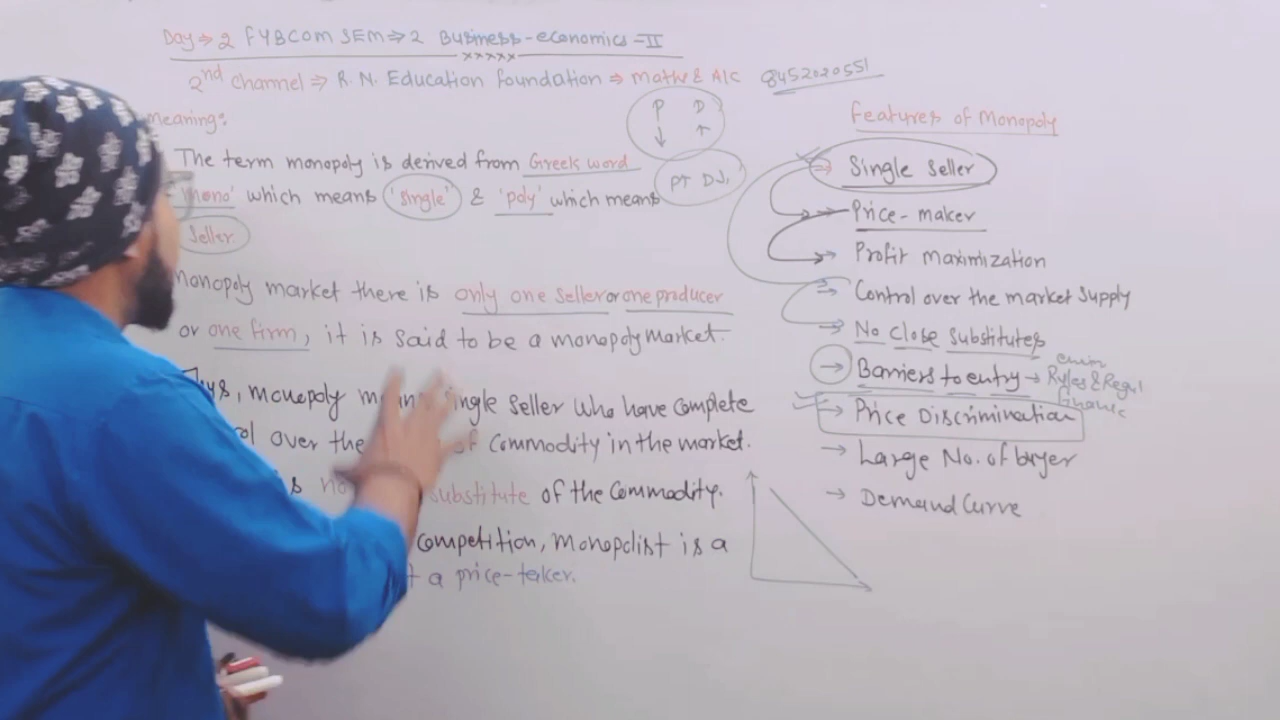 Day⇒2 FYBCOM SEM⇒2 Business-economics-II
xxxxx
2nd Channel ⇒ R.N. Education foundation ⇒ Maths & A/C 8452020551
meaning:
P D
↓ ↑
The term monopoly is derived from Greek word
'mono' which means 'single' & 'poly' which means
PT DJ,
Seller.
monopoly market there is only one seller or one producer
or one firm, it is said to be a monopoly market.
monopoly single seller who have complete
over the of Commodity in the market.
is substitute of the Commodity.
competition, monopolist is a
a price-taker.
Features of Monopoly
→ Single seller
→ Price-maker
→ Profit maximization
→ Control over the market supply
→ No Close Substitutes
→ Barriers to entry → Rules & Regul
finance
→ Price Discrimination
→ Large No. of buyer
→ Demand Curve